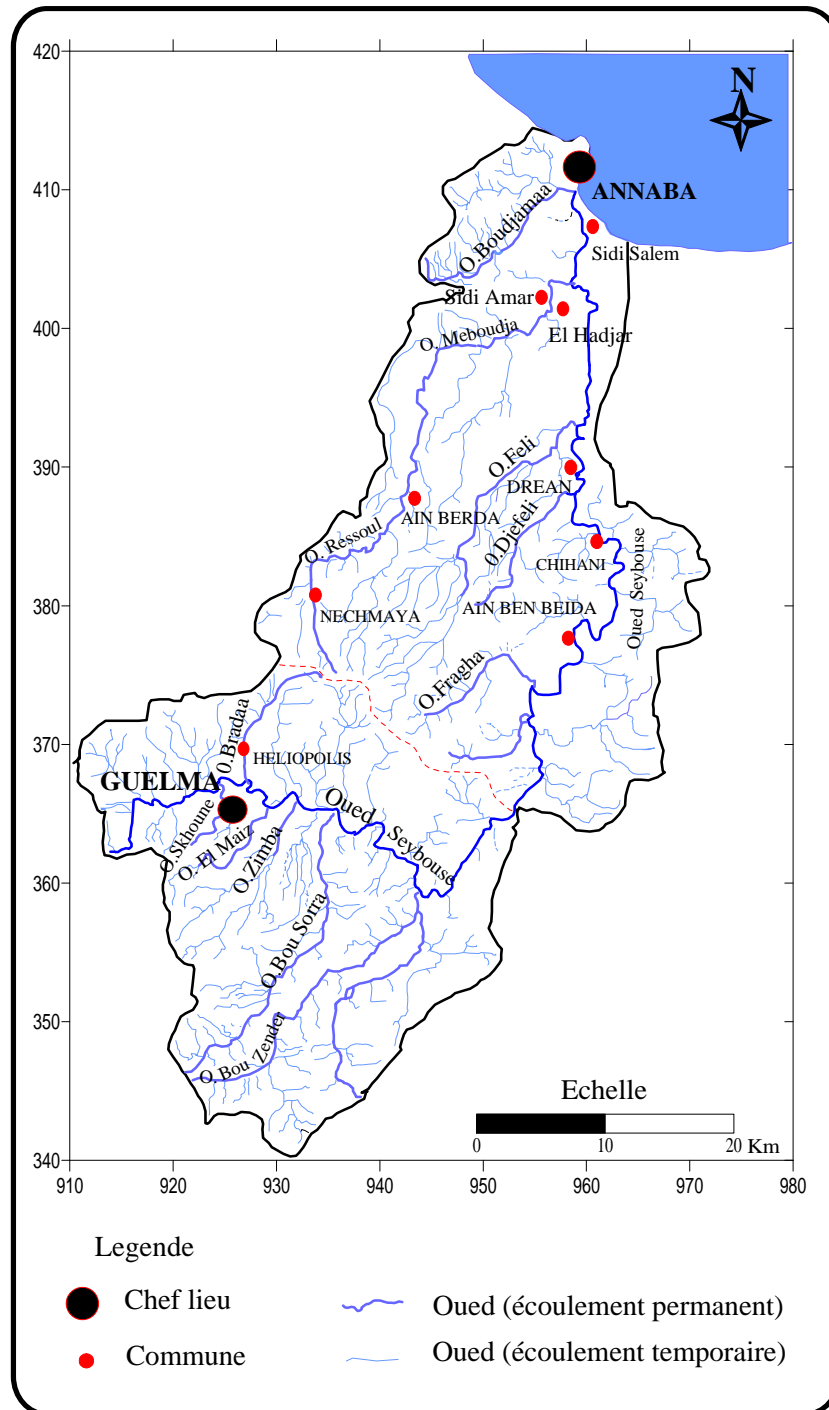 420
410
400
390
380
370
360
350
340
910
920
930
940
950
960
970
980
N
ANNABA
Sidi Salem
O.Boudjamaa
Sidi Amar
El Hadjar
O. Meboudja
O.Feli
DREAN
AIN BERDA
O.Djefeli
O. Ressoul
CHIHANI
Oued Seybouse
NECHMAYA
AIN BEN BEIDA
O.Fragha
O.Bradaa
HELIOPOLIS
GUELMA
Oued Seybouse
O.Skhoune
O. El Maiz
O.Zimba
O.Bou Sorra
O. Bou Zender
Echelle
0 10 20 Km
Legende
Chef lieu
Oued (écoulement permanent)
Commune
Oued (écoulement temporaire)